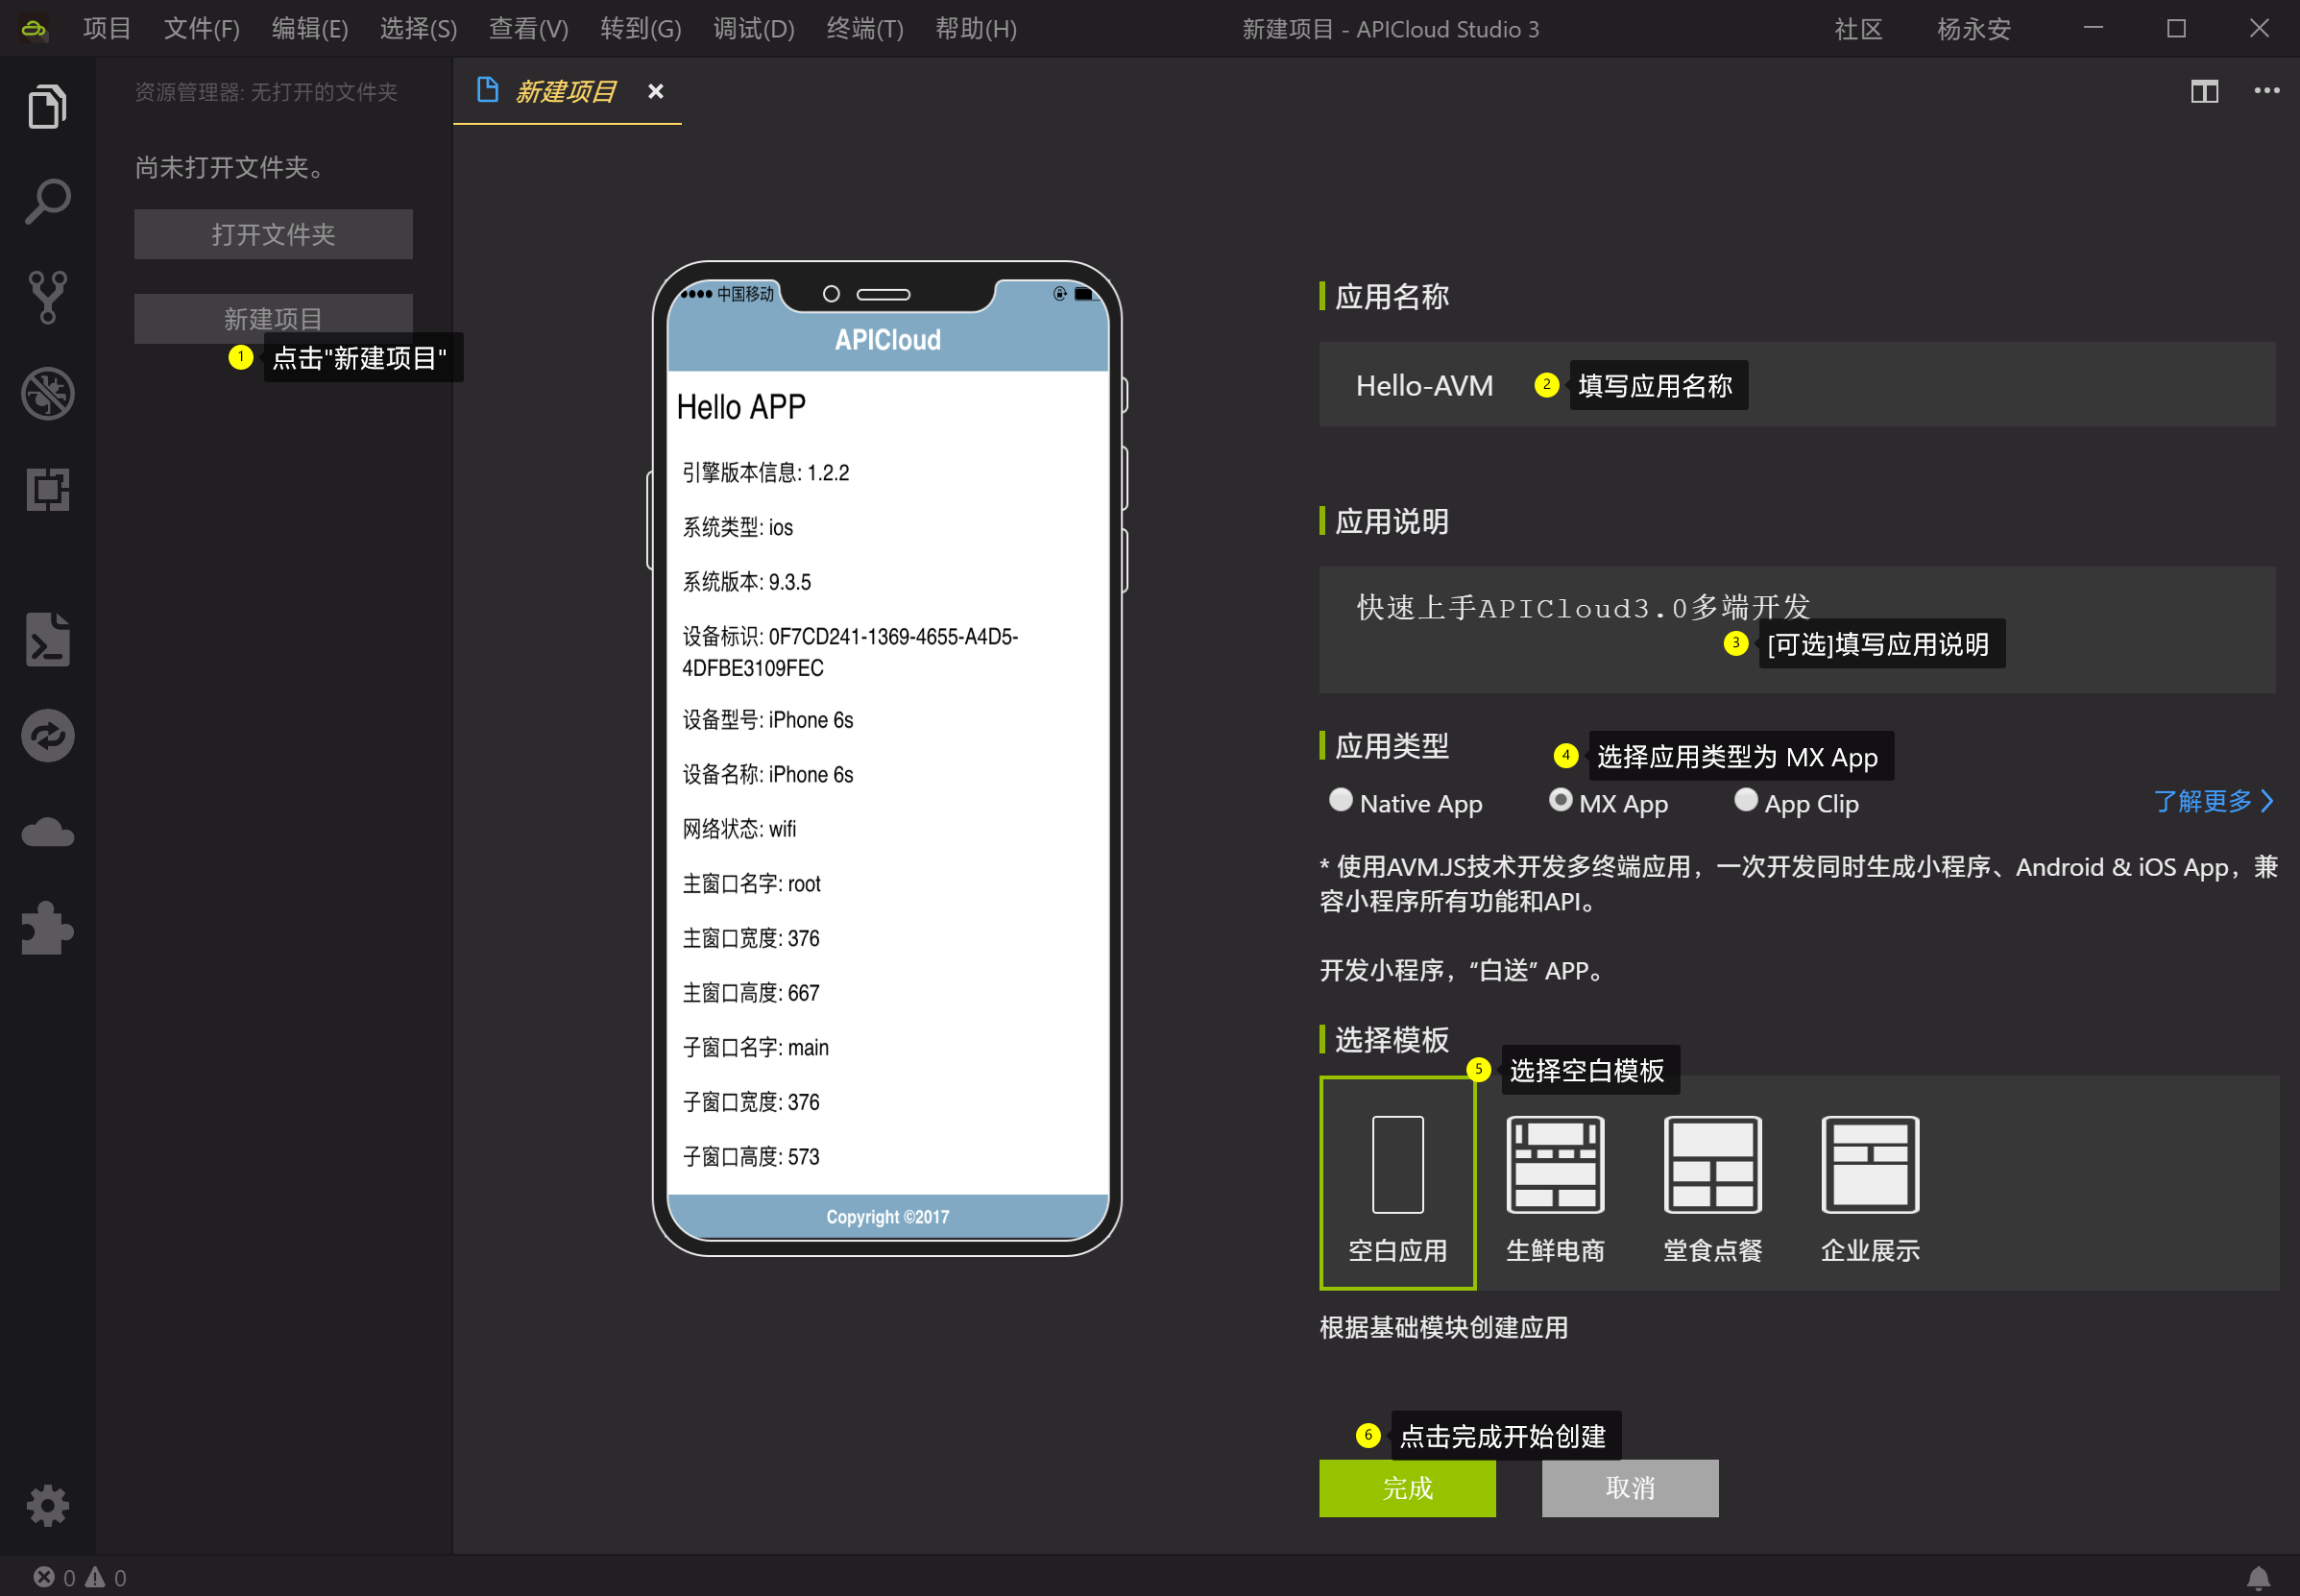 项目 文件(F) 编辑(E) 选择(S) 查看(V) 转到(G) 调试(D) 终端(T) 帮助(H) 新建项目 - APICloud Studio 3 社区 杨永安
资源管理器: 无打开的文件夹
新建项目
尚未打开文件夹。
打开文件夹
新建项目
1 点击"新建项目"
中国移动
APICloud
Hello APP
引擎版本信息: 1.2.2
系统类型: ios
系统版本: 9.3.5
设备标识: 0F7CD241-1369-4655-A4D5-
4DFBE3109FEC
设备型号: iPhone 6s
设备名称: iPhone 6s
网络状态: wifi
主窗口名字: root
主窗口宽度: 376
主窗口高度: 667
子窗口名字: main
子窗口宽度: 376
子窗口高度: 573
Copyright ©2017
应用名称
Hello-AVM
2 填写应用名称
应用说明
快速上手APICloud3.0多端开发
3 [可选]填写应用说明
应用类型
4 选择应用类型为 MX App
Native App MX App App Clip 了解更多
* 使用AVM.JS技术开发多终端应用，一次开发同时生成小程序、Android & iOS App，兼
容小程序所有功能和API。
开发小程序，“白送” APP。
选择模板
5 选择空白模板
空白应用 生鲜电商 堂食点餐 企业展示
根据基础模块创建应用
6 点击完成开始创建
完成 取消
0 0